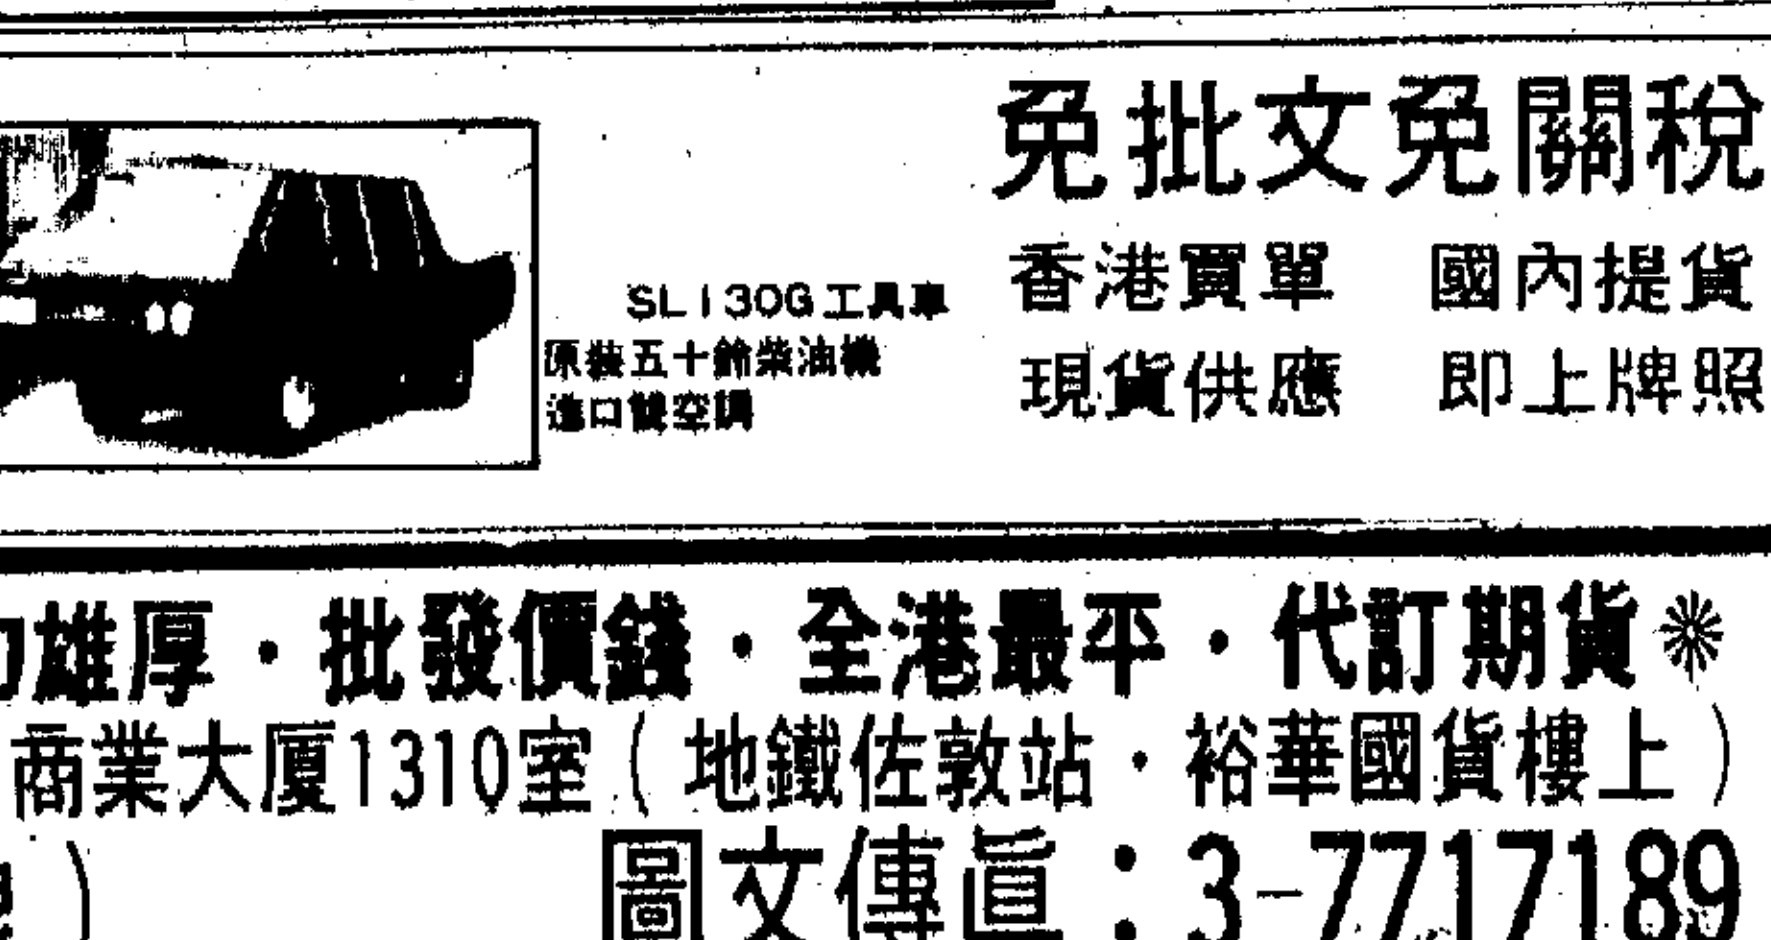 免批文免關稅
香港買單 國內提貨
現貨供應 即上牌照
SL130G工具車
原裝五十鈴柴油機
進口雙空調
雄厚·批發價錢·全港最平·代訂期貨
商業大廈1310室(地鐵佐敦站·裕華國貨樓上)
)
圖文傳眞:3-7717189